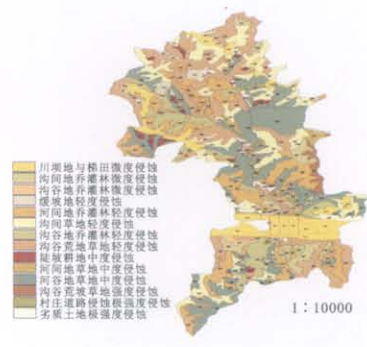 川坝地与梯田微度侵蚀
沟间地乔灌林微度侵蚀
沟谷地乔灌林微度侵蚀
缓坡地轻度侵蚀
河间地乔灌林轻度侵蚀
沟间草地轻度侵蚀
沟谷地乔灌林轻度侵蚀
沟谷荒地草地轻度侵蚀
陡坡耕地中度侵蚀
河间地草地中度侵蚀
河谷地草地中度侵蚀
沟谷荒坡草地强度侵蚀
村庄道路侵蚀极强度侵蚀
劣质土地极强度侵蚀
1：10000